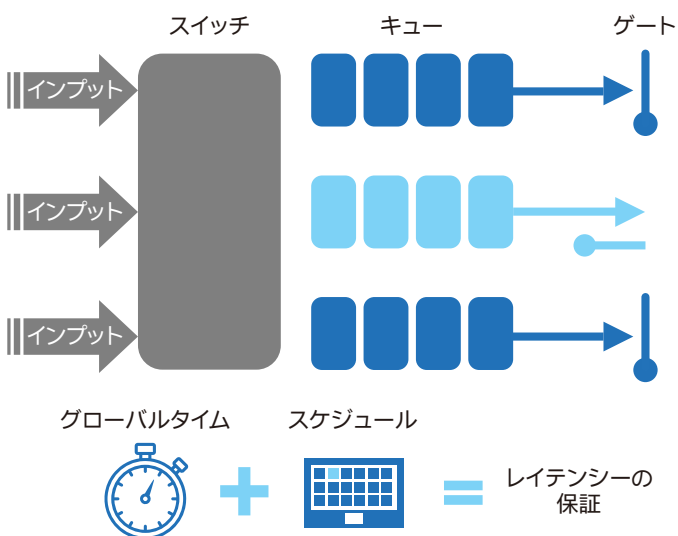 スイッチ
キュー
ゲート
インプット
インプット
インプット
グローバルタイム
スケジュール
レイテンシーの
保証